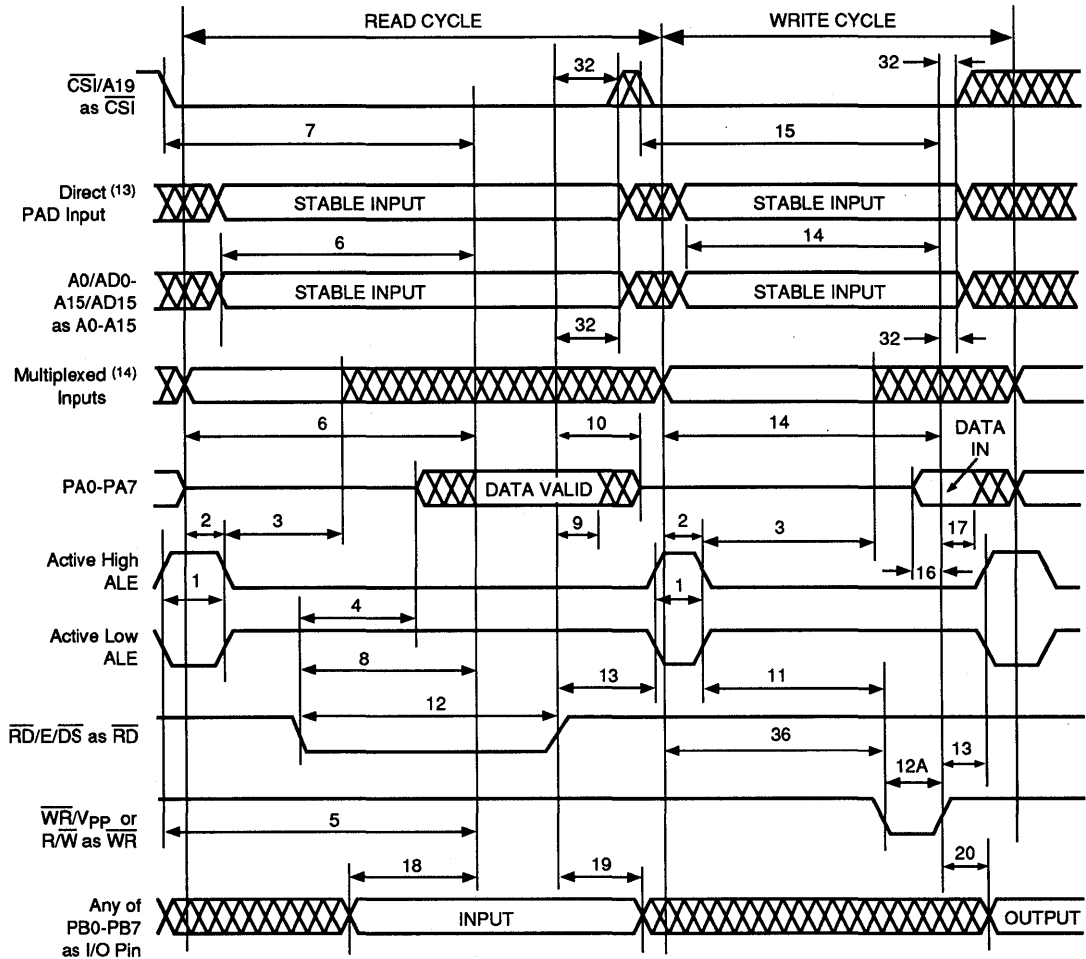 READ CYCLE
WRITE CYCLE
32
32
CSI/A19
as CSI
7
15
Direct (13)
PAD Input
STABLE INPUT
STABLE INPUT
6
14
A0/AD0-
A15/AD15
as A0-A15
STABLE INPUT
STABLE INPUT
32
32
Multiplexed (14)
Inputs
6
10
14
DATA
IN
PA0-PA7
DATA VALID
2
3
9
2
3
17
Active High
ALE
1
1
16
4
Active Low
ALE
8
13
11
12
RD/E/DS as RD
36
12A
13
WR/VPP or
R/W as WR
5
18
19
20
Any of
PB0-PB7
as I/O Pin
INPUT
OUTPUT